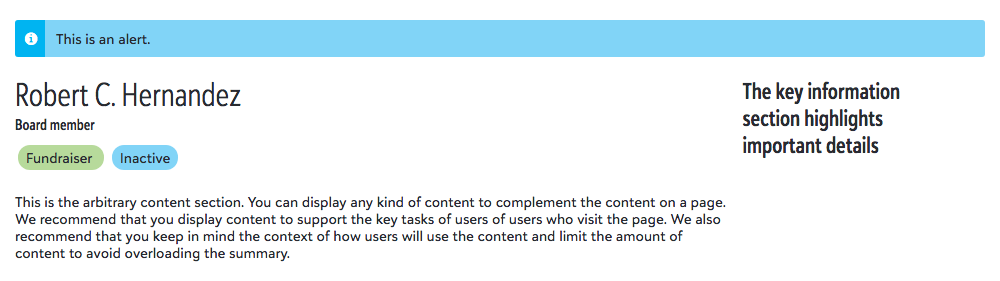 This is an alert.
Robert C. Hernandez
Board member
Fundraiser
Inactive
This is the arbitrary content section. You can display any kind of content to complement the content on a page.
We recommend that you display content to support the key tasks of users of users who visit the page. We also
recommend that you keep in mind the context of how users will use the content and limit the amount of
content to avoid overloading the summary.
The key information
section highlights
important details